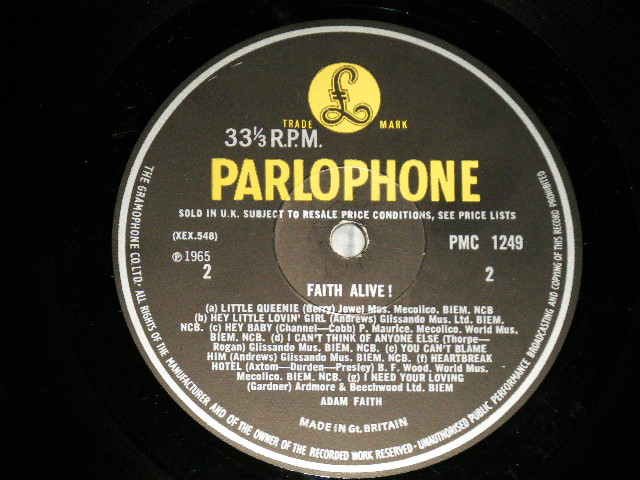 £
TRADE MARK
33⅓ R.P.M.
PARLOPHONE
SOLD IN U.K. SUBJECT TO RESALE PRICE CONDITIONS, SEE PRICE LISTS
(XEX.548)
PMC 1249
℗ 1965
2
2
FAITH ALIVE!
(a) LITTLE QUEENIE (Berry) Jewel Mus. Mecolico. BIEM. NCB
(b) HEY LITTLE LOVIN' GIRL (Andrews) Glissando Mus. Ltd. BIEM.
NCB. (c) HEY BABY (Channel—Cobb) P. Maurice. Mecolico. World Mus.
BIEM. NCB. (d) I CAN'T THINK OF ANYONE ELSE (Thorpe—
Rogan) Glissando Mus. BIEM. NCB. (e) YOU CAN'T BLAME
HIM (Andrews) Glissando Mus. BIEM. NCB. (f) HEARTBREAK
HOTEL (Axtom—Durden—Presley) B. F. Wood. World Mus.
Mecolico. BIEM. NCB. (g) I NEED YOUR LOVING
(Gardner) Ardmore & Beechwood Ltd. BIEM
ADAM FAITH
MADE IN Gt. BRITAIN
THE GRAMOPHONE CO. LTD. · ALL RIGHTS OF THE MANUFACTURER AND OF THE OWNER OF THE RECORDED WORK RESERVED · UNAUTHORISED PUBLIC PERFORMANCE BROADCASTING AND COPYING OF THIS RECORD PROHIBITED